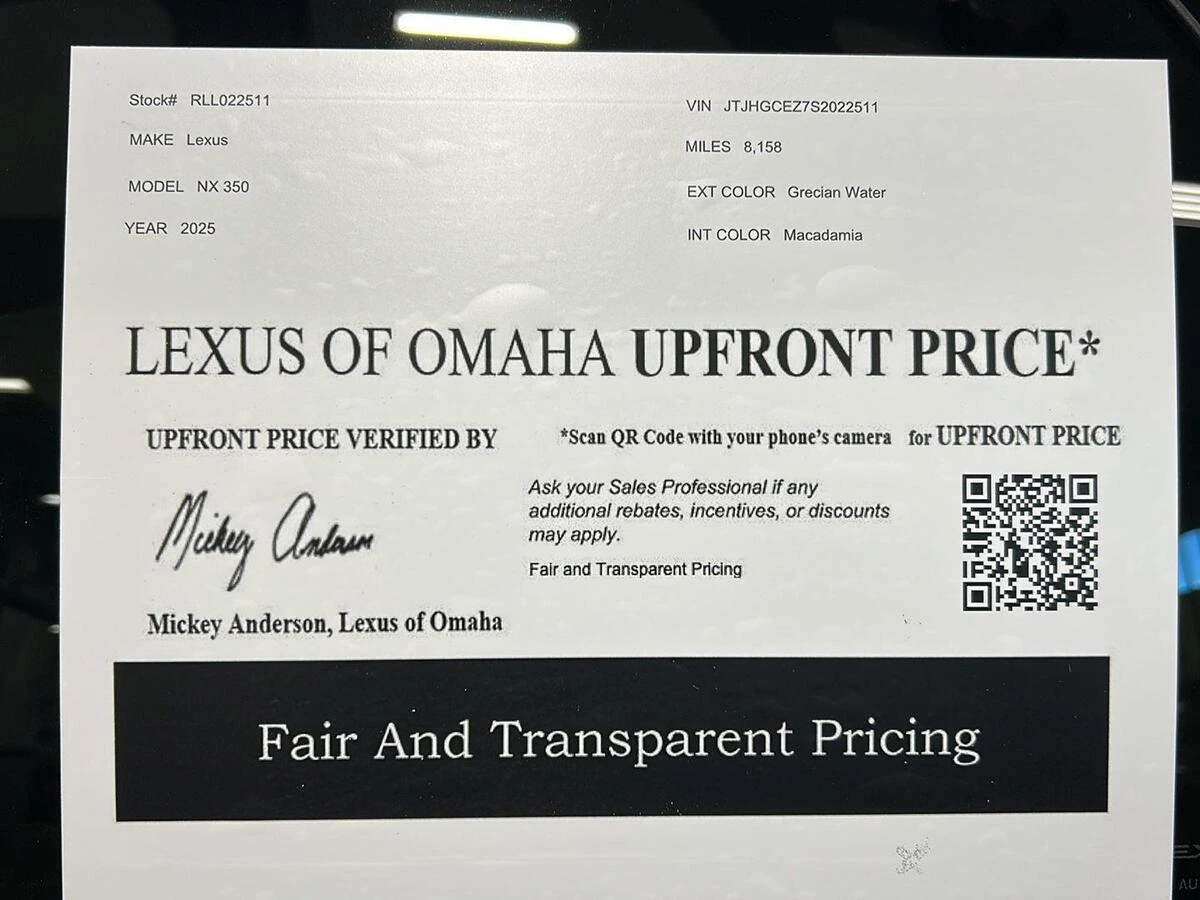 Stock# RLL022511
VIN JTJHGCEZ7S2022511
MAKE Lexus
MILES 8,158
MODEL NX 350
EXT COLOR Grecian Water
YEAR 2025
INT COLOR Macadamia
LEXUS OF OMAHA UPFRONT PRICE*
UPFRONT PRICE VERIFIED BY
*Scan QR Code with your phone's camera for UPFRONT PRICE
Mickey Anderson
Ask your Sales Professional if any
additional rebates, incentives, or discounts
may apply.
Fair and Transparent Pricing
Mickey Anderson, Lexus of Omaha
Fair And Transparent Pricing